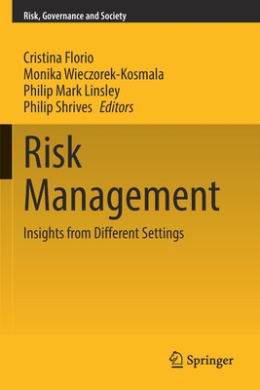 Risk, Governance and Society
Cristina Florio
Monika Wieczorek-Kosmala
Philip Mark Linsley
Philip Shrives Editors
Risk
Management
Insights from Different Settings
Springer